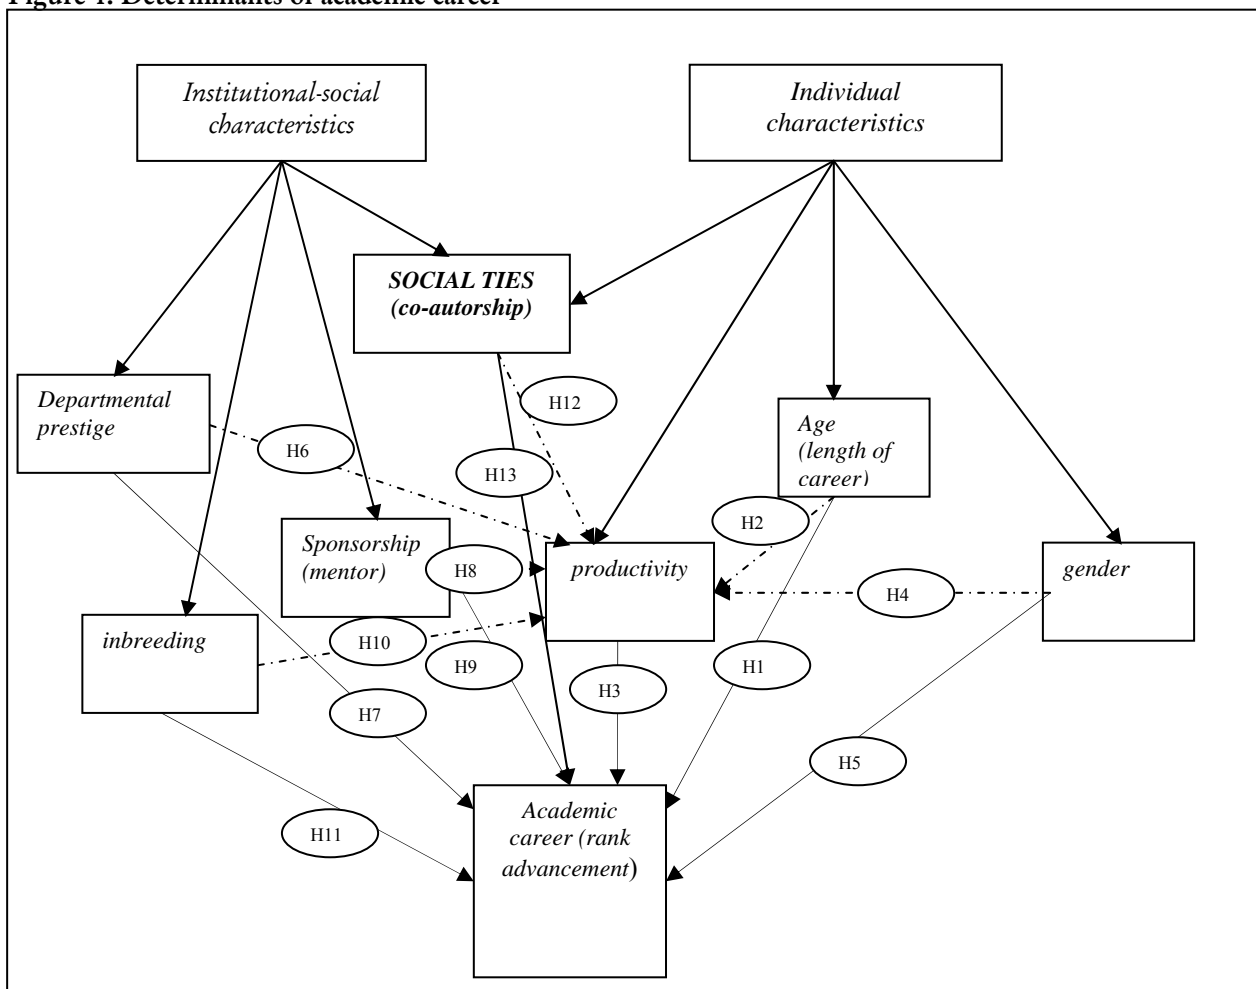 Figure 1. Determinants of academic career
Institutional-social
characteristics
Individual
characteristics
SOCIAL TIES
(co-autorship)
Departmental
prestige
H12
Age
(length of
career)
H6
H13
H2
Sponsorship
(mentor)
H8
productivity
H4
gender
inbreeding
H10
H9
H3
H1
H7
H5
H11
Academic
career (rank
advancement)